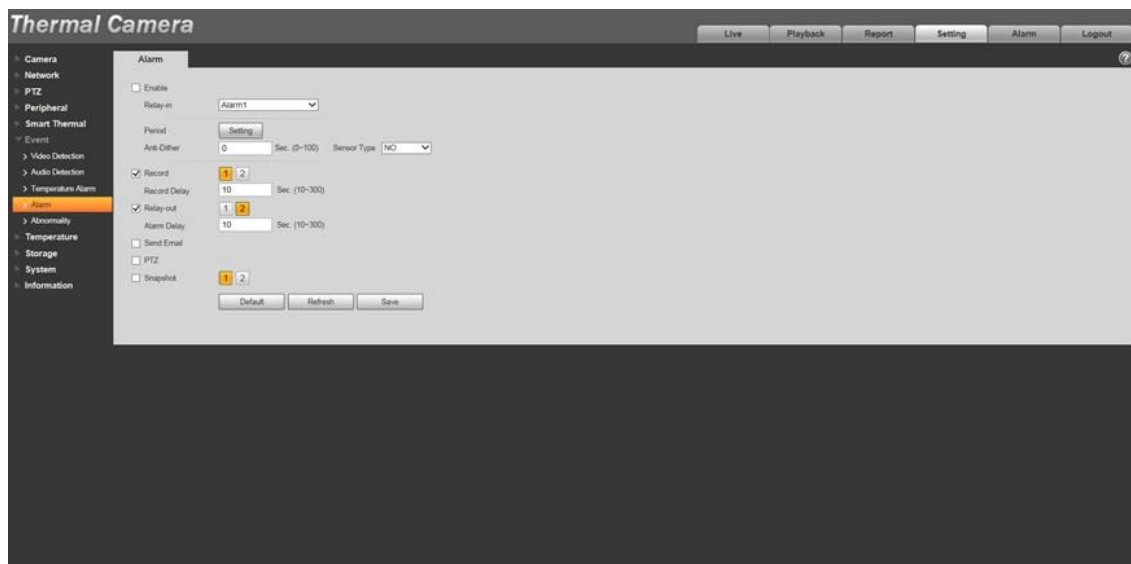 Thermal Camera
Live Playback Report Setting Alarm Logout
Camera
Network
PTZ
Peripheral
Smart Thermal
Event
Video Detection
Audio Detection
Temperature Alarm
Alarm
Abnormality
Temperature
Storage
System
Information
Alarm
?
Enable
Relay-in Alarm1
Period Setting
Anti-Dither 0 Sec. (0~100) Sensor Type NO
Record 1 2
Record Delay 10 Sec. (10~300)
Relay-out 1 2
Alarm Delay 10 Sec. (10~300)
Send Email
PTZ
Snapshot 1 2
Default Refresh Save